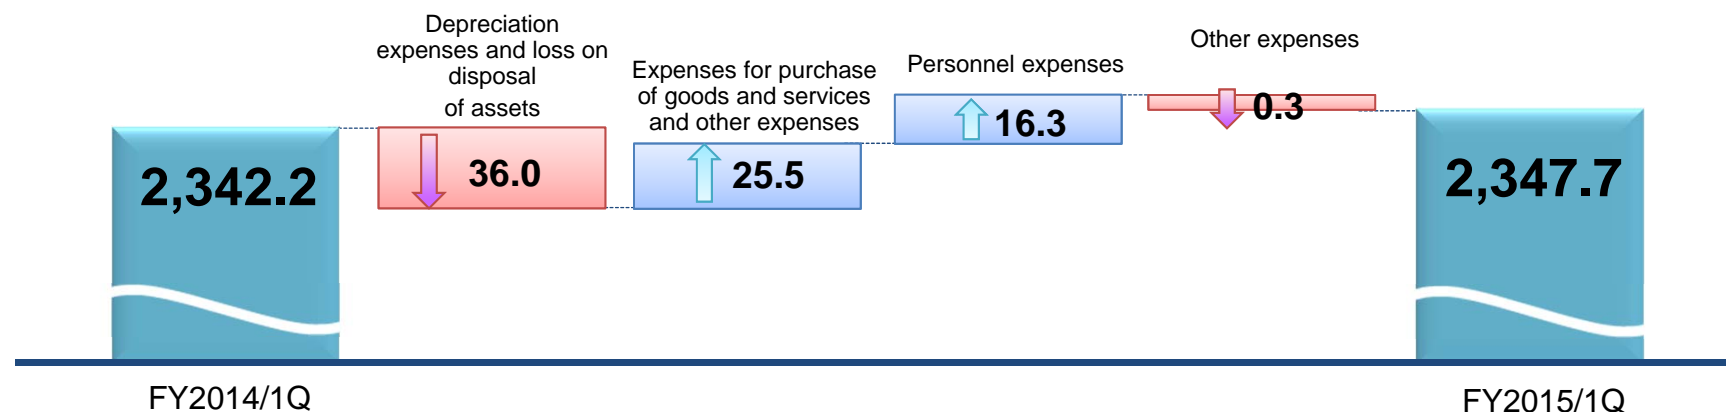 Depreciation
expenses and loss on
disposal
of assets
Expenses for purchase
of goods and services
and other expenses
Personnel expenses
Other expenses
2,342.2
36.0
25.5
16.3
0.3
2,347.7
FY2014/1Q
FY2015/1Q